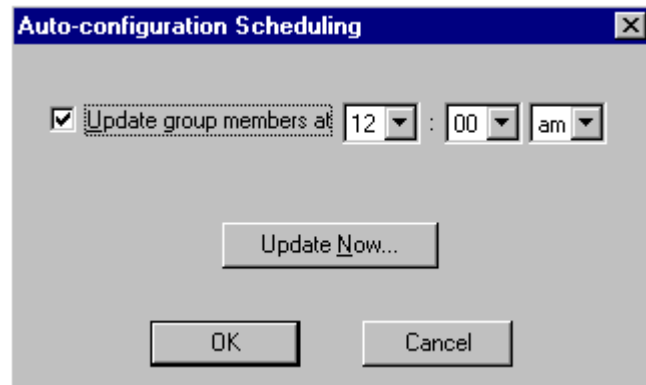 Auto-configuration Scheduling
Update group members at 12 : 00 am
Update Now...
OK Cancel